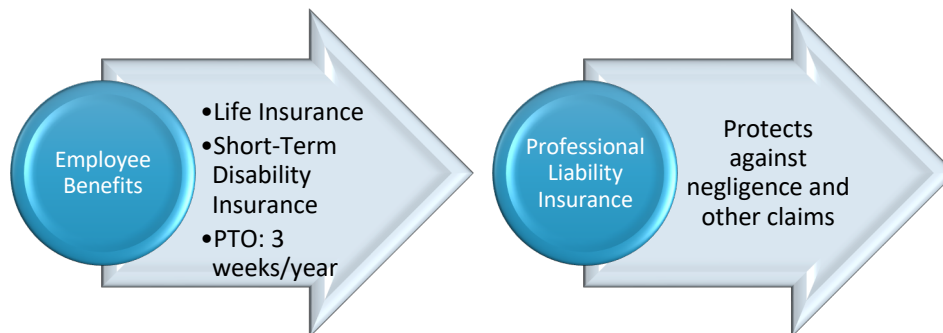 Employee
Benefits
•Life Insurance
•Short-Term
Disability
Insurance
•PTO: 3
weeks/year
Professional
Liability
Insurance
Protects
against
negligence and
other claims